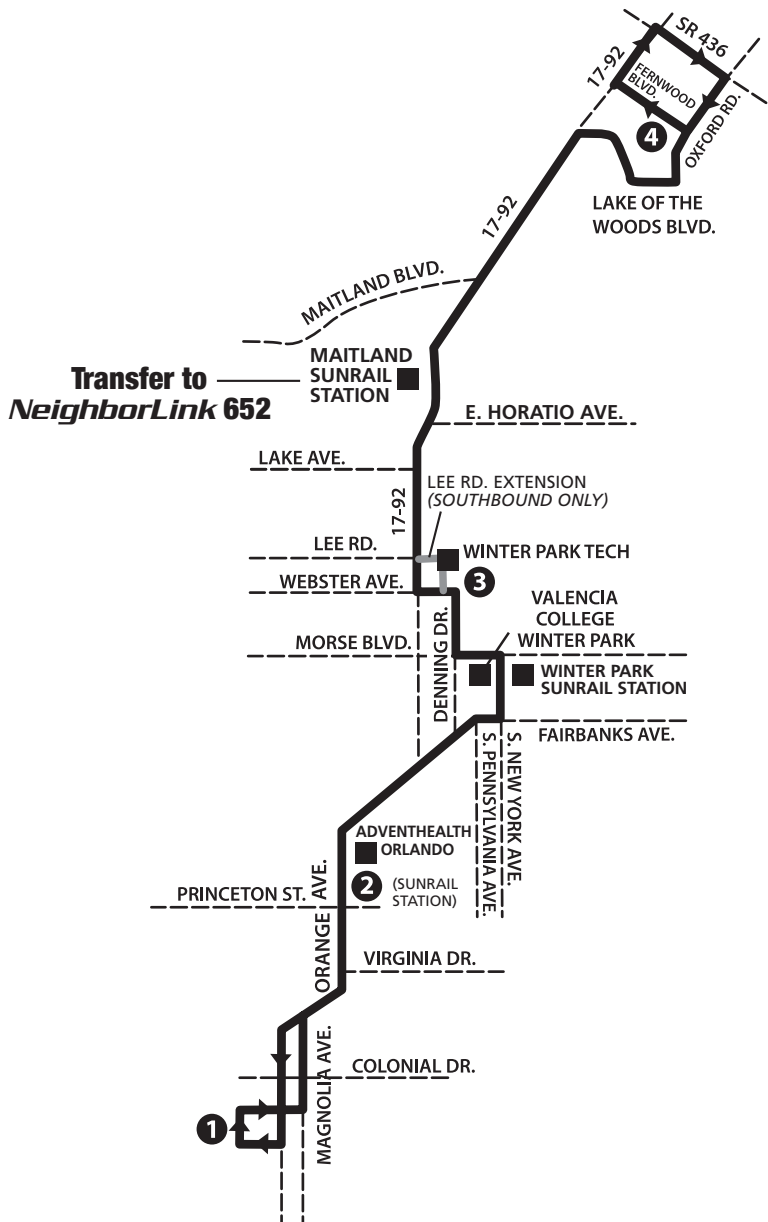 SR 436
17-92
FERNWOOD
BLVD.
OXFORD RD.
4
LAKE OF THE
WOODS BLVD.
17-92
MAITLAND BLVD.
MAITLAND
SUNRAIL
STATION
Transfer to
NeighborLink 652
E. HORATIO AVE.
LAKE AVE.
LEE RD. EXTENSION
(SOUTHBOUND ONLY)
17-92
LEE RD.
WINTER PARK TECH
3
WEBSTER AVE.
VALENCIA
COLLEGE
WINTER PARK
DENNING DR.
MORSE BLVD.
WINTER PARK
SUNRAIL STATION
FAIRBANKS AVE.
S. PENNSYLVANIA AVE.
S. NEW YORK AVE.
ADVENTHEALTH
ORLANDO
2
(SUNRAIL
STATION)
PRINCETON ST.
ORANGE AVE.
VIRGINIA DR.
MAGNOLIA AVE.
COLONIAL DR.
1